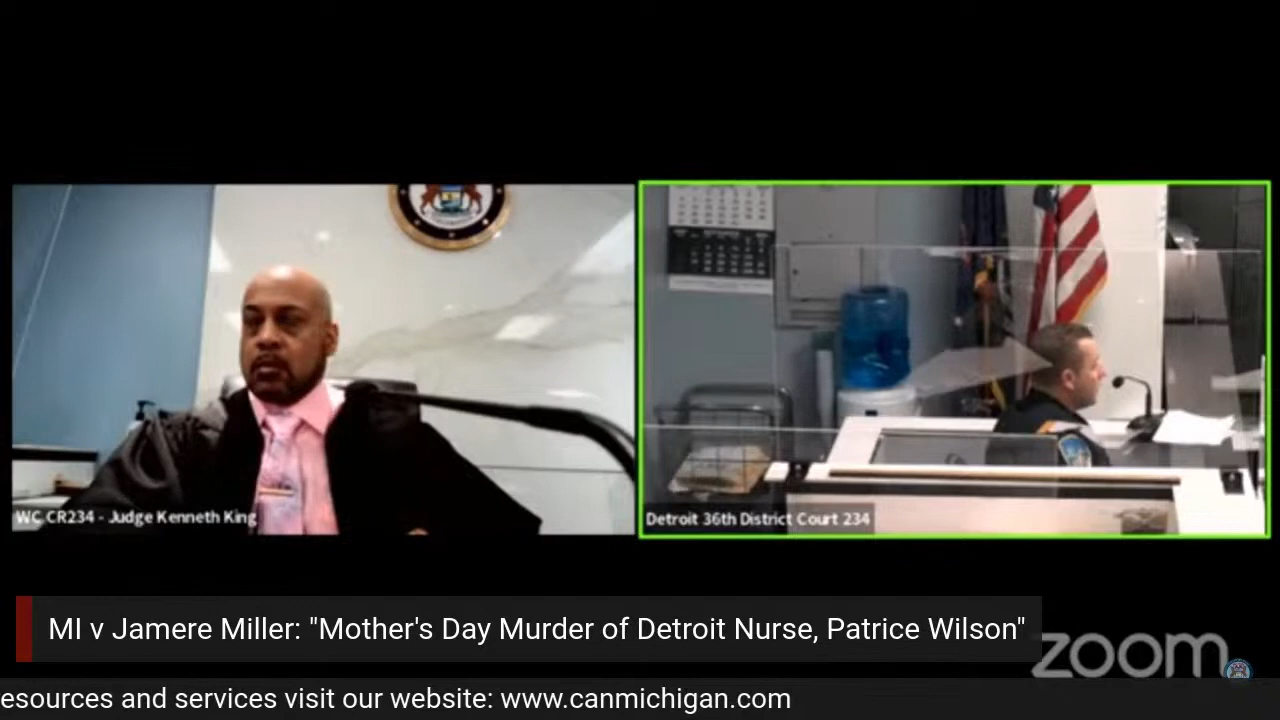 WC CR234 - Judge Kenneth King
Detroit 36th District Court 234
MI v Jamere Miller: "Mother's Day Murder of Detroit Nurse, Patrice Wilson"
zoom
esources and services visit our website: www.canmichigan.com